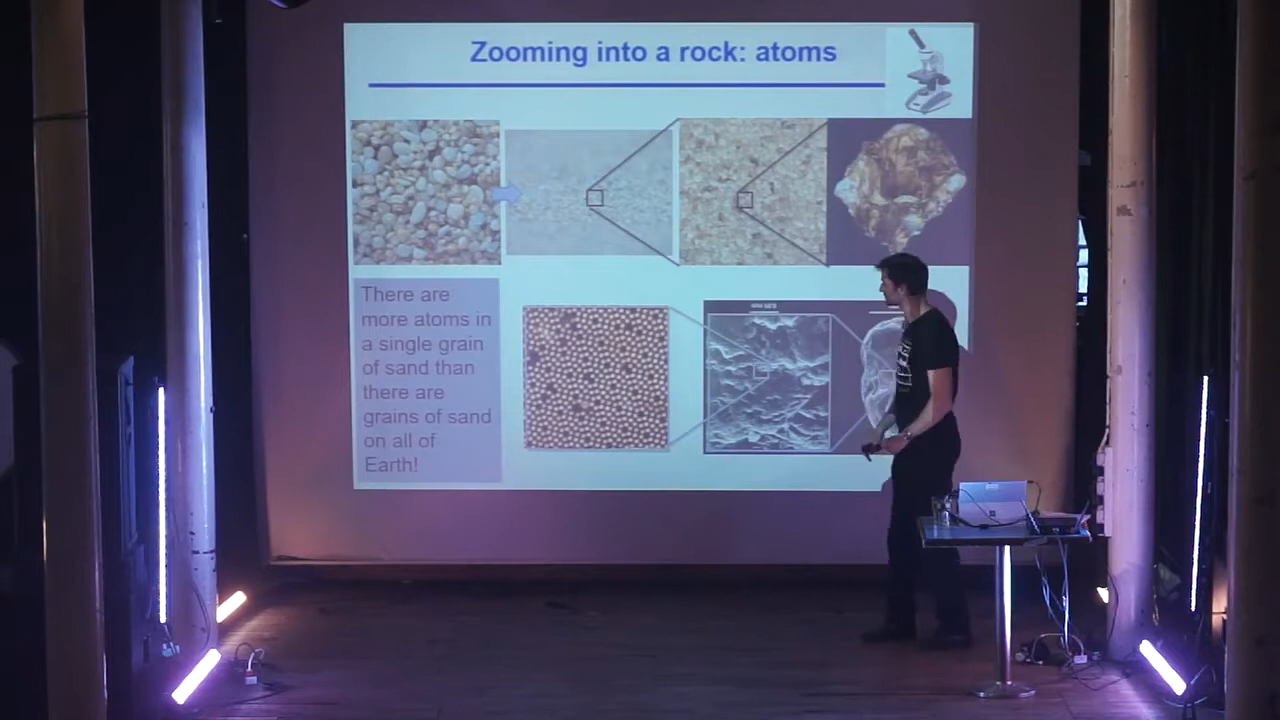 Zooming into a rock: atoms
There are
more atoms in
a single grain
of sand than
there are
grains of sand
on all of
Earth!